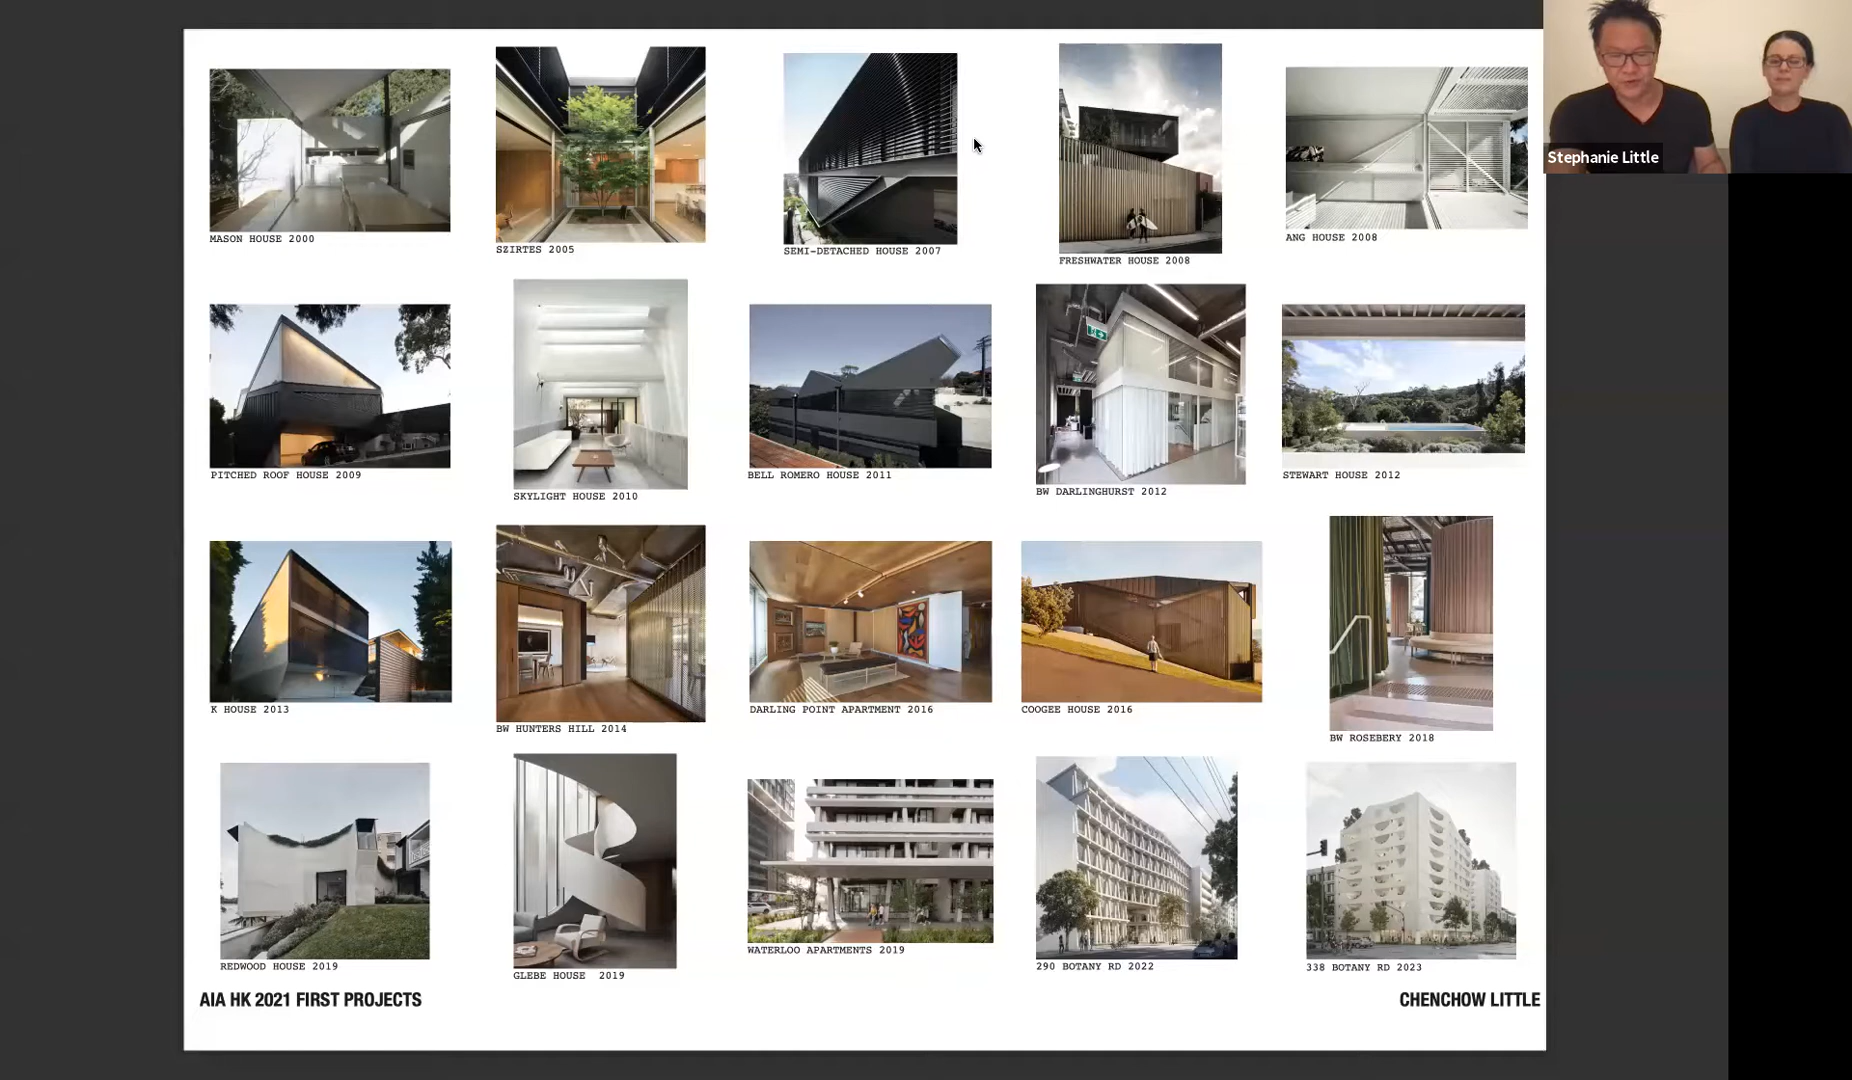 Stephanie Little
MASON HOUSE 2000
SZIRTES 2005
SEMI-DETACHED HOUSE 2007
FRESHWATER HOUSE 2008
ANG HOUSE 2008
PITCHED ROOF HOUSE 2009
SKYLIGHT HOUSE 2010
BELL ROMERO HOUSE 2011
BW DARLINGHURST 2012
STEWART HOUSE 2012
K HOUSE 2013
BW HUNTERS HILL 2014
DARLING POINT APARTMENT 2016
COOGEE HOUSE 2016
BW ROSEBERY 2018
REDWOOD HOUSE 2019
GLEBE HOUSE 2019
WATERLOO APARTMENTS 2019
290 BOTANY RD 2022
338 BOTANY RD 2023
AIA HK 2021 FIRST PROJECTS
CHENCHOW LITTLE